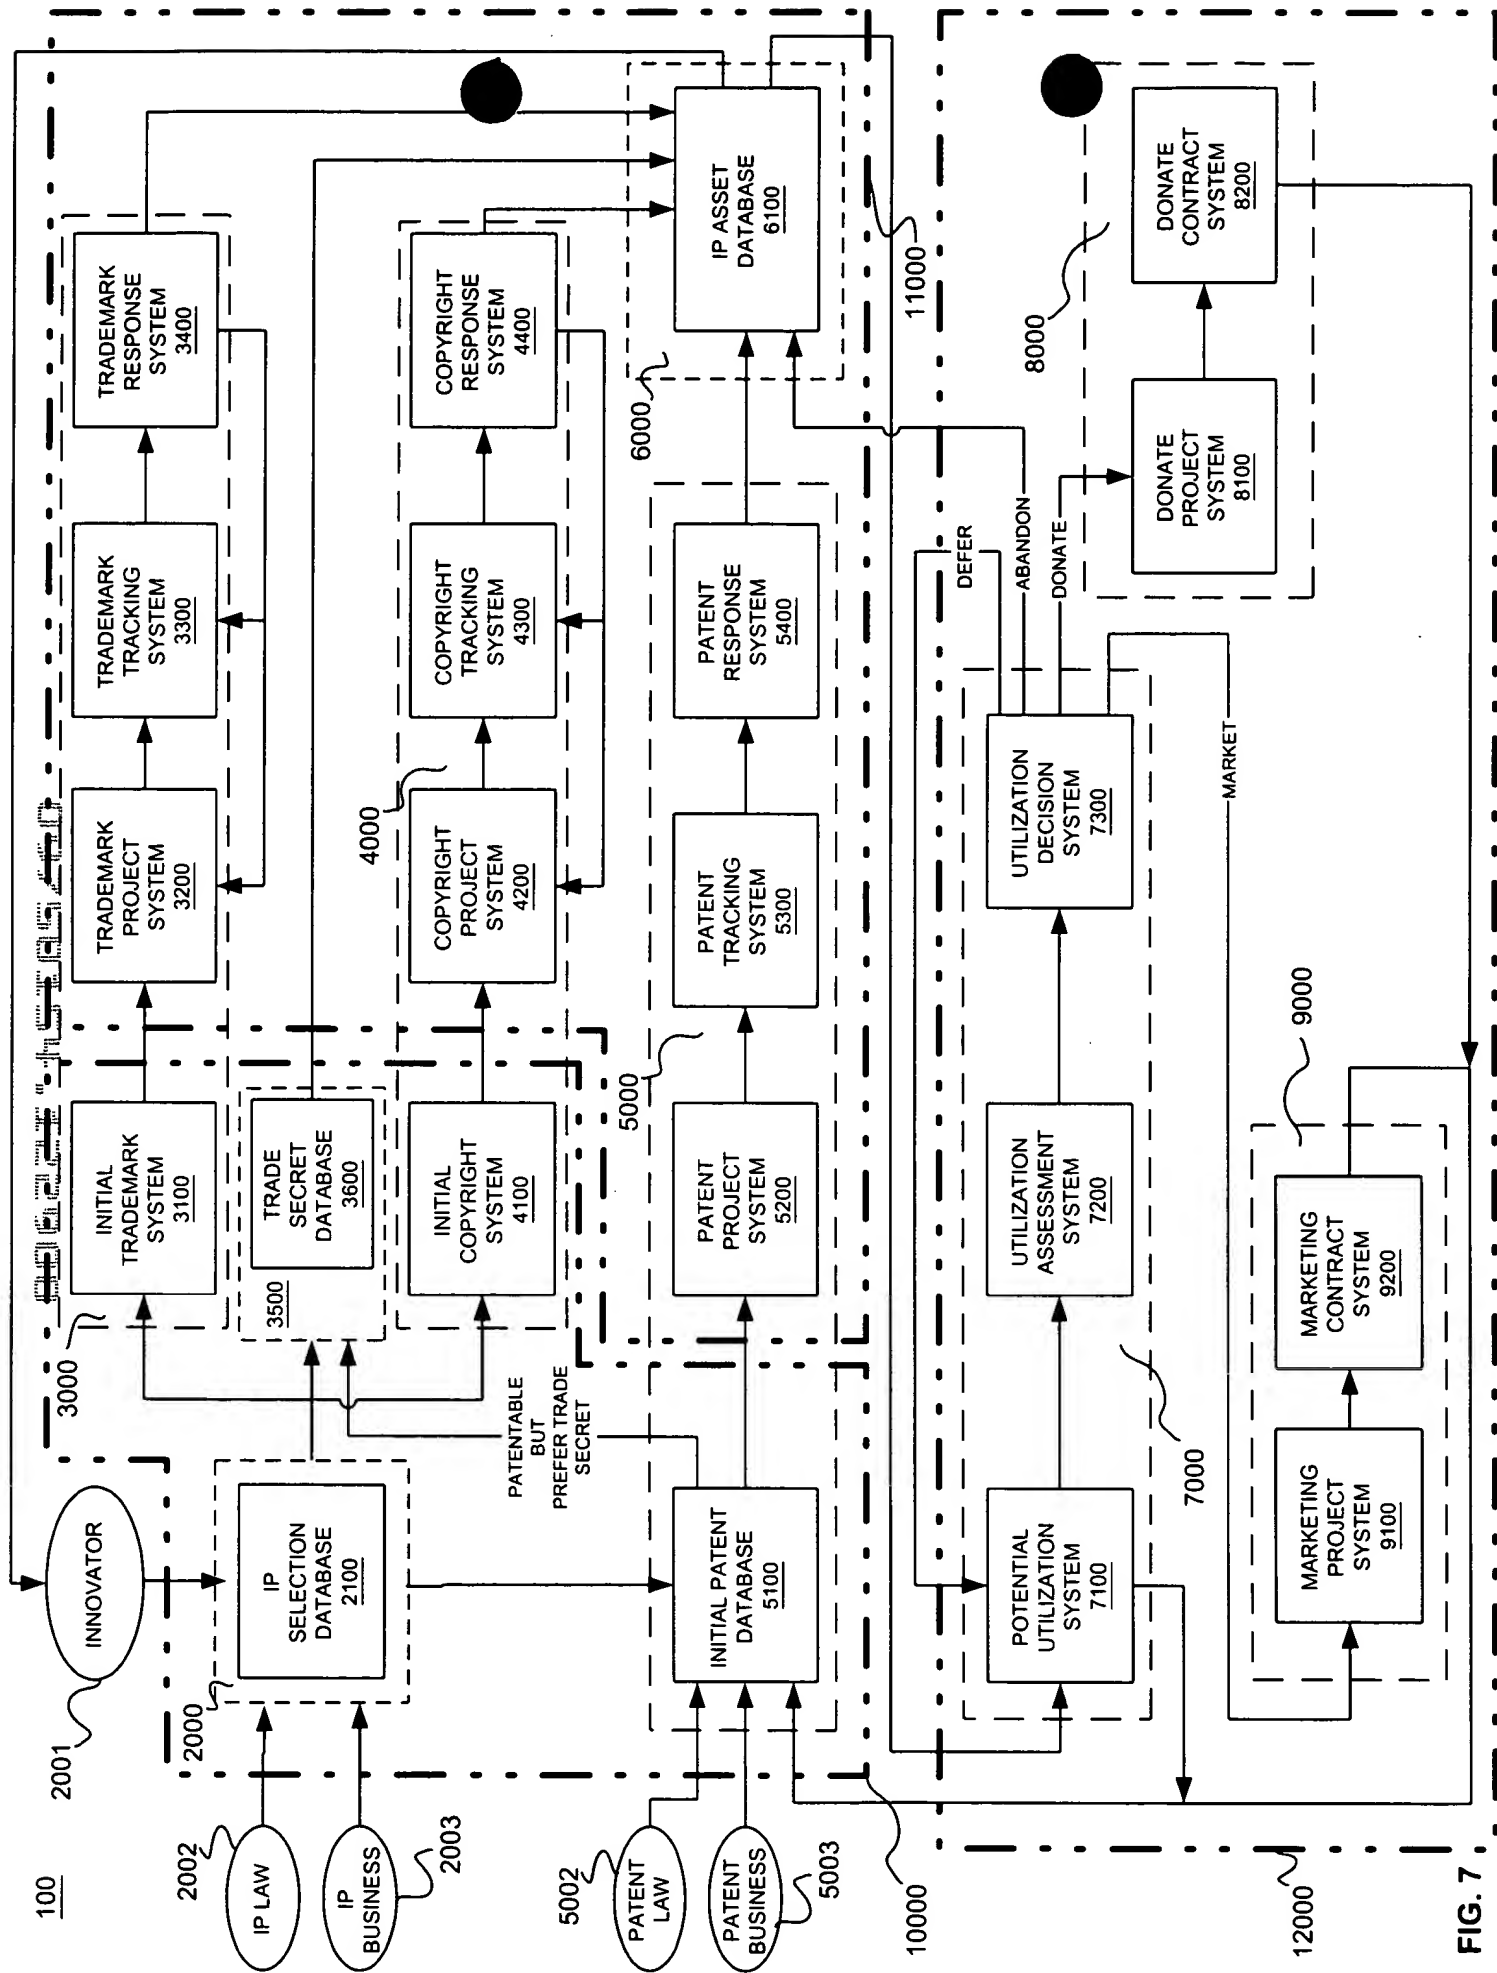 100
2001
INNOVATOR
2002
IP LAW
IP
BUSINESS
2003
2000
IP
SELECTION
DATABASE
2100
3000
INITIAL
TRADEMARK
SYSTEM
3100
TRADEMARK
PROJECT
SYSTEM
3200
TRADEMARK
TRACKING
SYSTEM
3300
TRADEMARK
RESPONSE
SYSTEM
3400
3500
TRADE
SECRET
DATABASE
3600
INITIAL
COPYRIGHT
SYSTEM
4100
4000
COPYRIGHT
PROJECT
SYSTEM
4200
COPYRIGHT
TRACKING
SYSTEM
4300
COPYRIGHT
RESPONSE
SYSTEM
4400
PATENTABLE
BUT
PREFER TRADE
SECRET
5002
PATENT
LAW
PATENT
BUSINESS
5003
INITIAL PATENT
DATABASE
5100
5000
PATENT
PROJECT
SYSTEM
5200
PATENT
TRACKING
SYSTEM
5300
PATENT
RESPONSE
SYSTEM
5400
6000
IP ASSET
DATABASE
6100
10000
11000
POTENTIAL
UTILIZATION
SYSTEM
7100
UTILIZATION
ASSESSMENT
SYSTEM
7200
UTILIZATION
DECISION
SYSTEM
7300
7000
DEFER
ABANDON
DONATE
MARKET
8000
DONATE
PROJECT
SYSTEM
8100
DONATE
CONTRACT
SYSTEM
8200
9000
MARKETING
PROJECT
SYSTEM
9100
MARKETING
CONTRACT
SYSTEM
9200
12000
FIG. 7